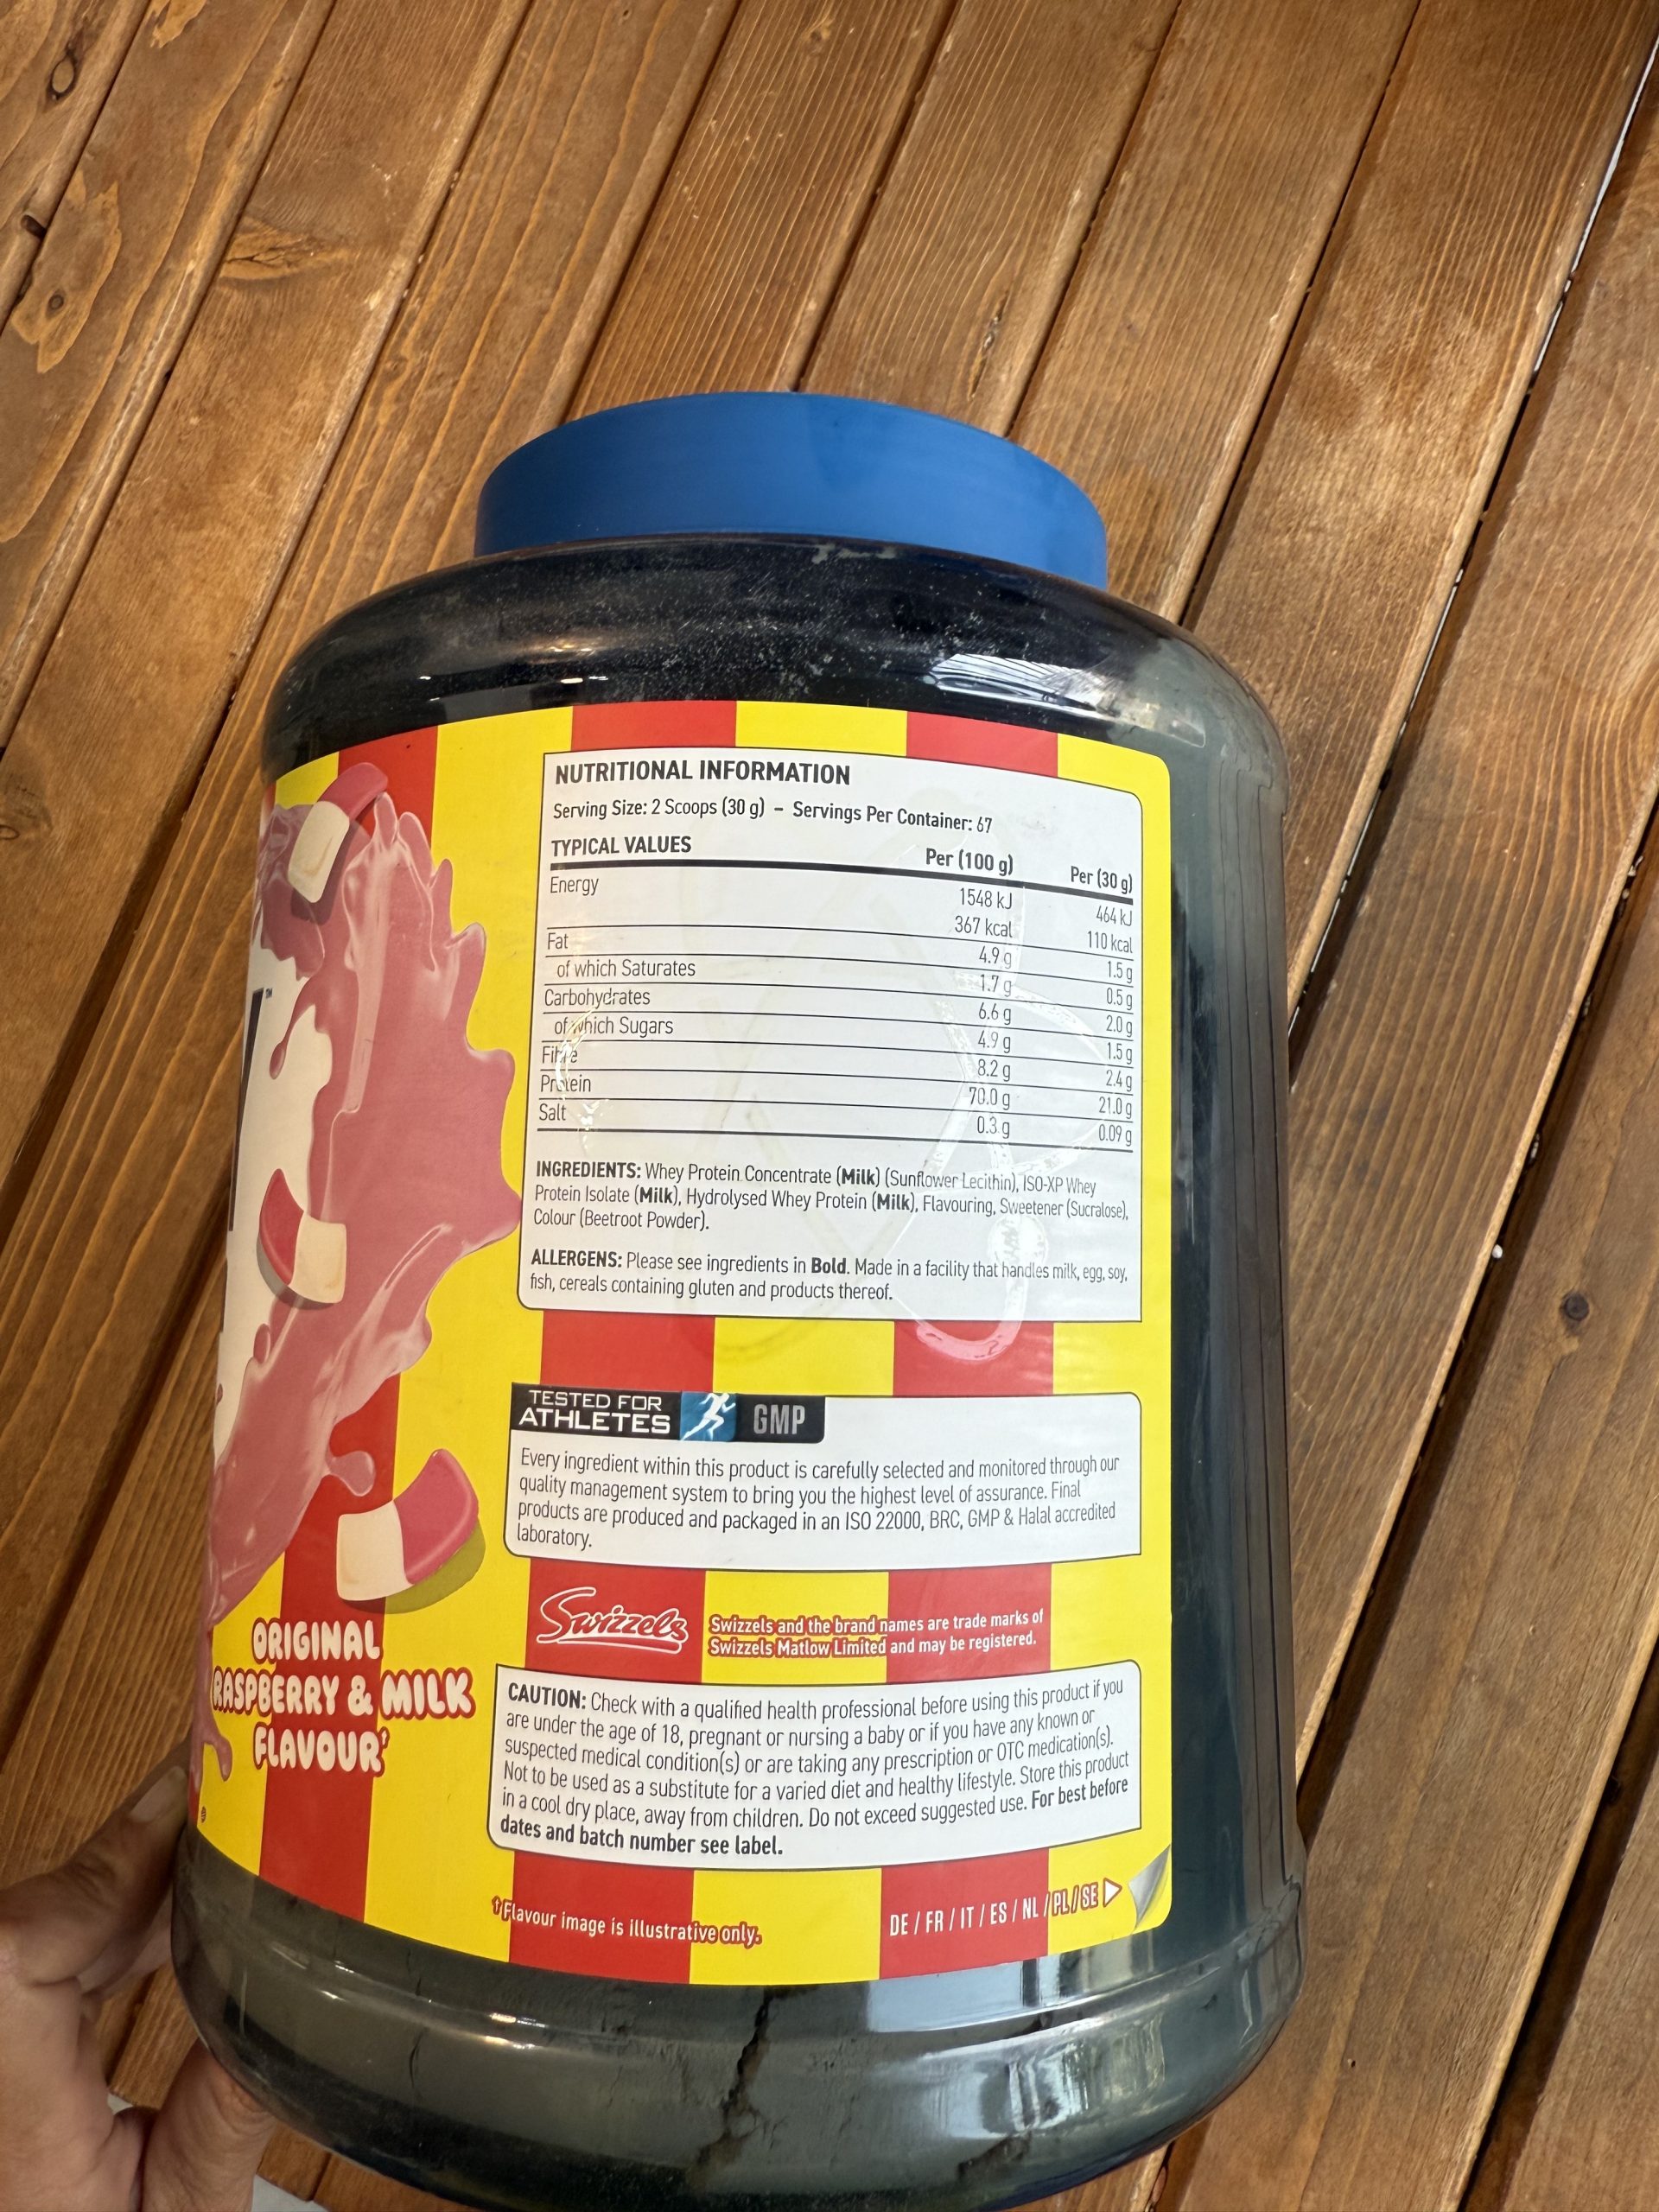 NUTRITIONAL INFORMATION
Serving Size: 2 Scoops (30 g) – Servings Per Container: 67
TYPICAL VALUES Per (100 g) Per (30 g)
Energy 1548 kJ 464 kJ
367 kcal 110 kcal
Fat 4.9 g 1.5 g
of which Saturates 1.7 g 0.5 g
Carbohydrates 6.6 g 2.0 g
of which Sugars 4.9 g 1.5 g
Fibre 8.2 g 2.4 g
Protein 70.0 g 21.0 g
Salt 0.3 g 0.09 g
INGREDIENTS: Whey Protein Concentrate (Milk) (Sunflower Lecithin), ISO-XP Whey
Protein Isolate (Milk), Hydrolysed Whey Protein (Milk), Flavouring, Sweetener (Sucralose),
Colour (Beetroot Powder).
ALLERGENS: Please see ingredients in Bold. Made in a facility that handles milk, egg, soy,
fish, cereals containing gluten and products thereof.
TESTED FOR
ATHLETES GMP
Every ingredient within this product is carefully selected and monitored through our
quality management system to bring you the highest level of assurance. Final
products are produced and packaged in an ISO 22000, BRC, GMP & Halal accredited
laboratory.
Swizzels
Swizzels and the brand names are trade marks of
Swizzels Matlow Limited and may be registered.
CAUTION: Check with a qualified health professional before using this product if you
are under the age of 18, pregnant or nursing a baby or if you have any known or
suspected medical condition(s) or are taking any prescription or OTC medication(s).
Not to be used as a substitute for a varied diet and healthy lifestyle. Store this product
in a cool dry place, away from children. Do not exceed suggested use. For best before
dates and batch number see label.
†Flavour image is illustrative only.
DE / FR / IT / ES / NL / PL / SE
™
ORIGINAL
RASPBERRY & MILK
FLAVOUR†